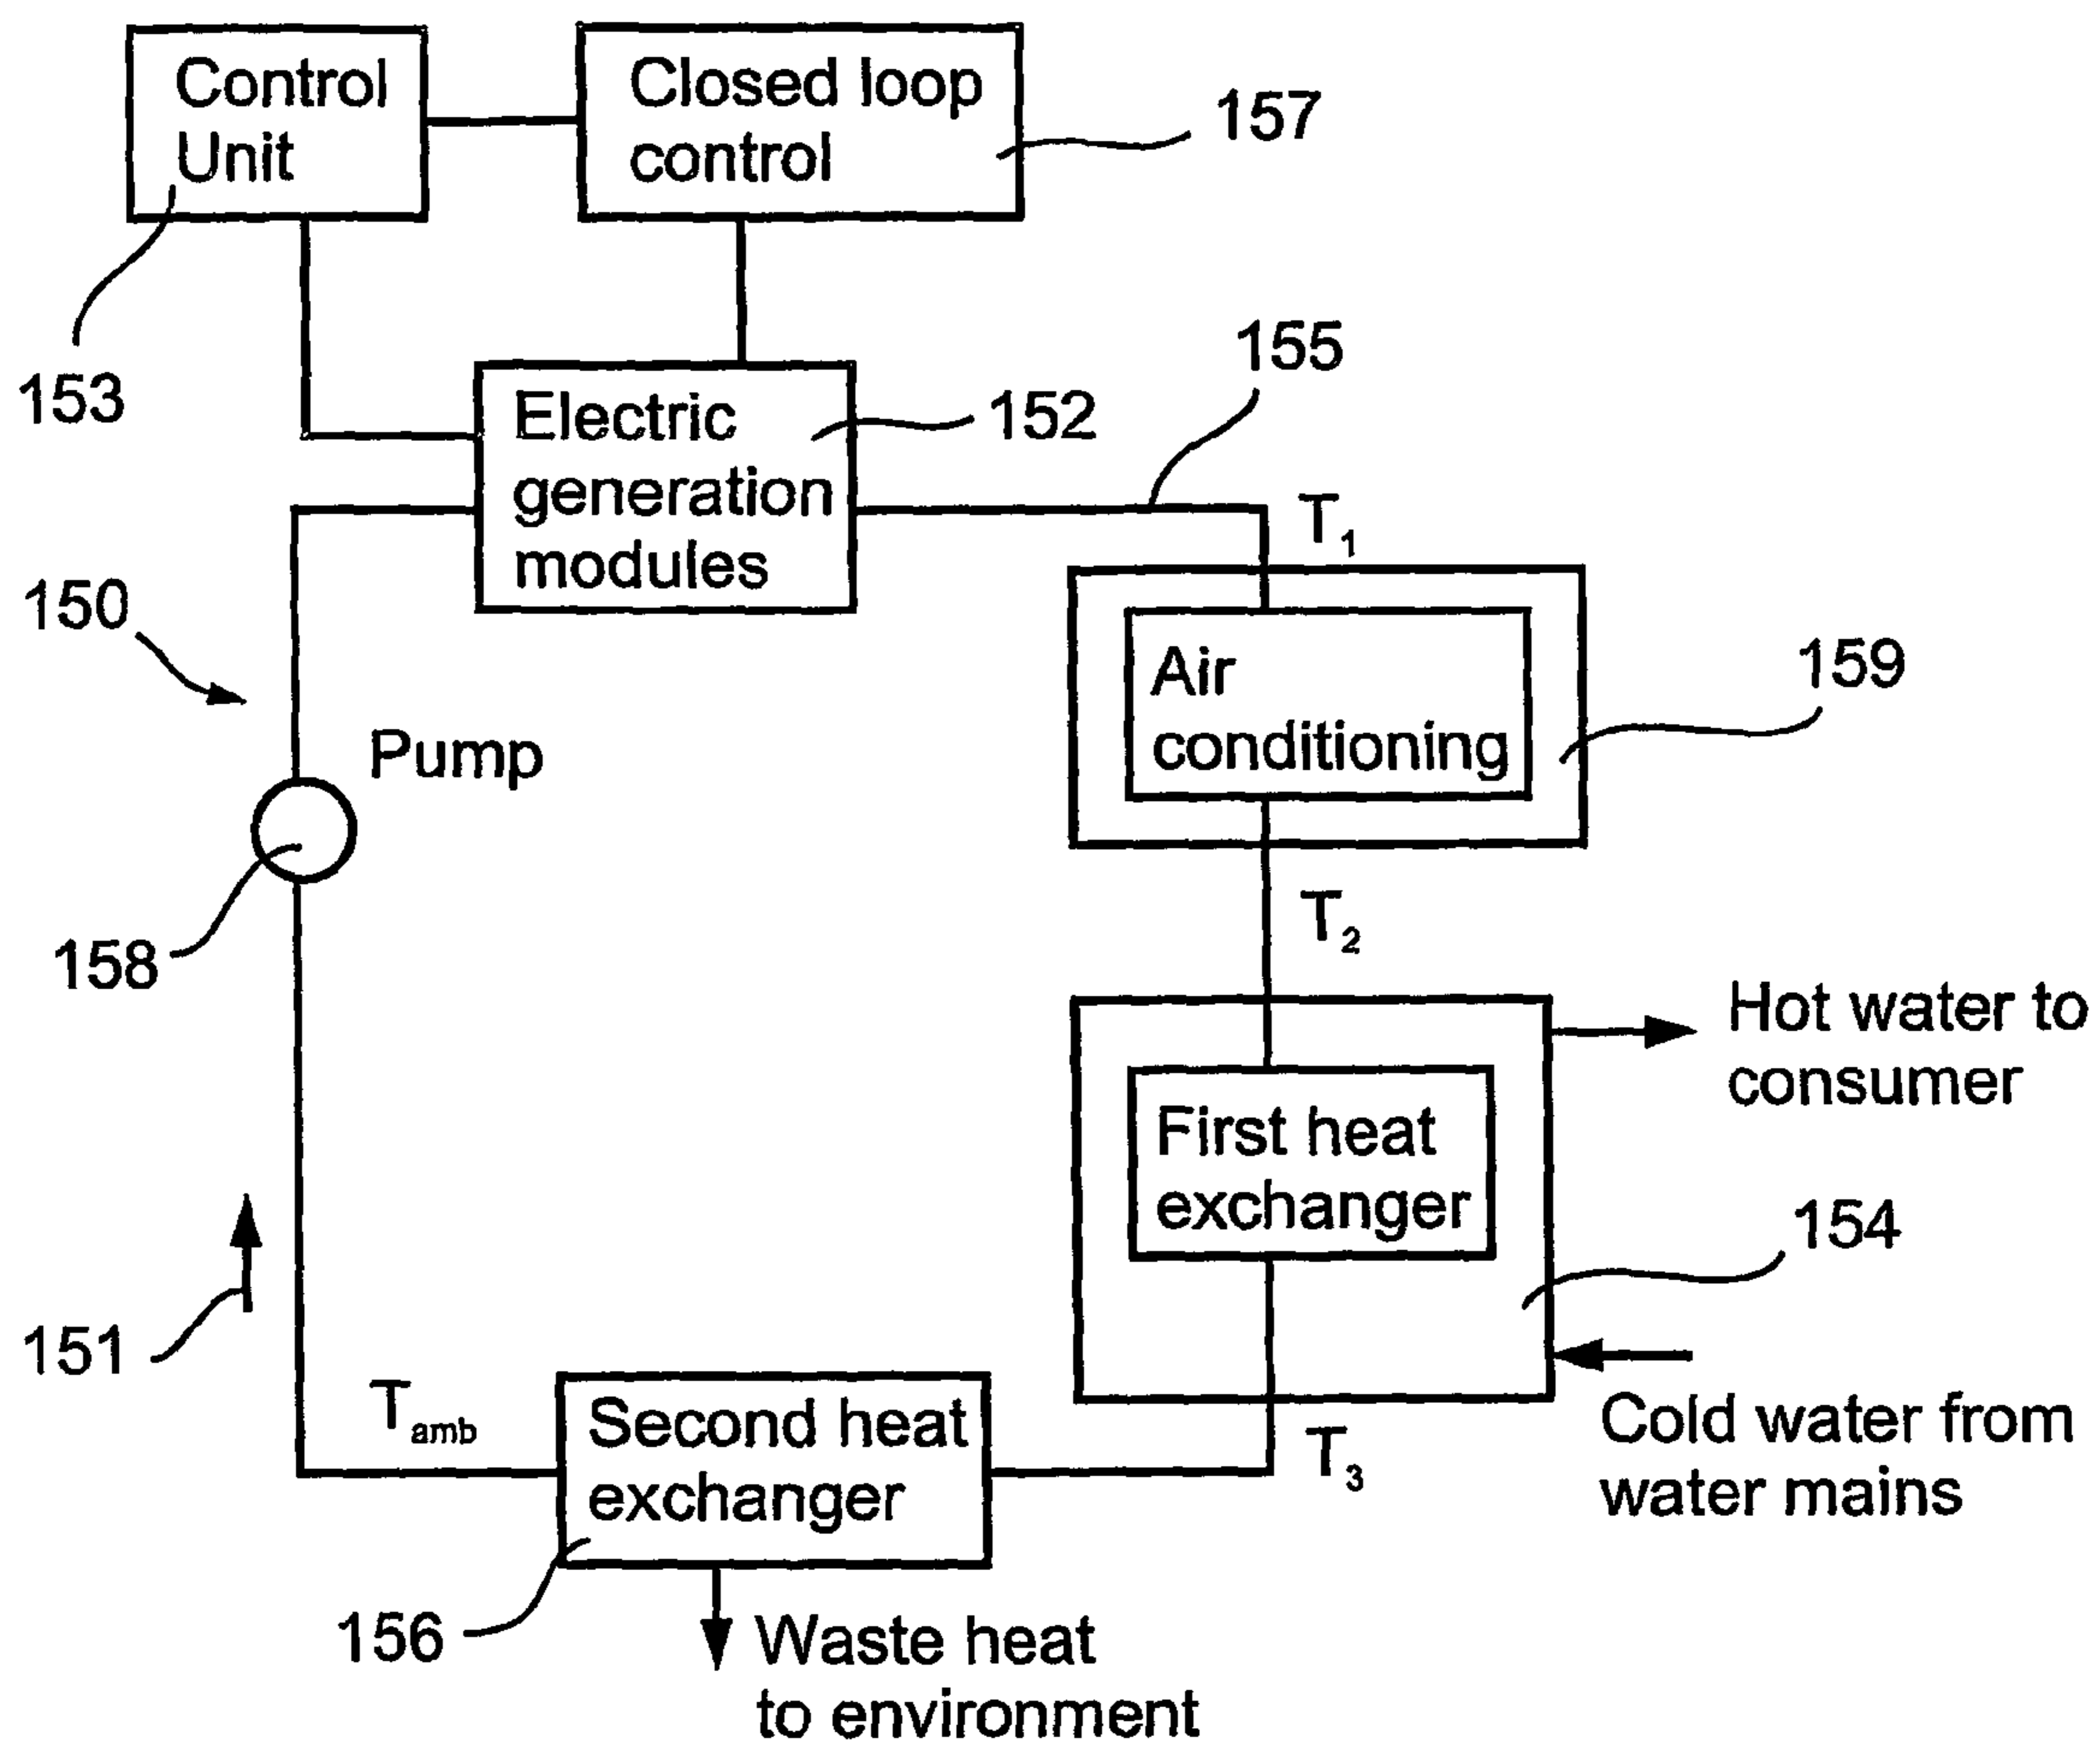 Control
Unit
Closed loop
control
157
153
155
Electric
generation
modules
152
T1
150
Air
conditioning
159
Pump
T2
158
Hot water to
consumer
First heat
exchanger
154
151
Tamb
Second heat
exchanger
T3
Cold water from
water mains
156
Waste heat
to environment